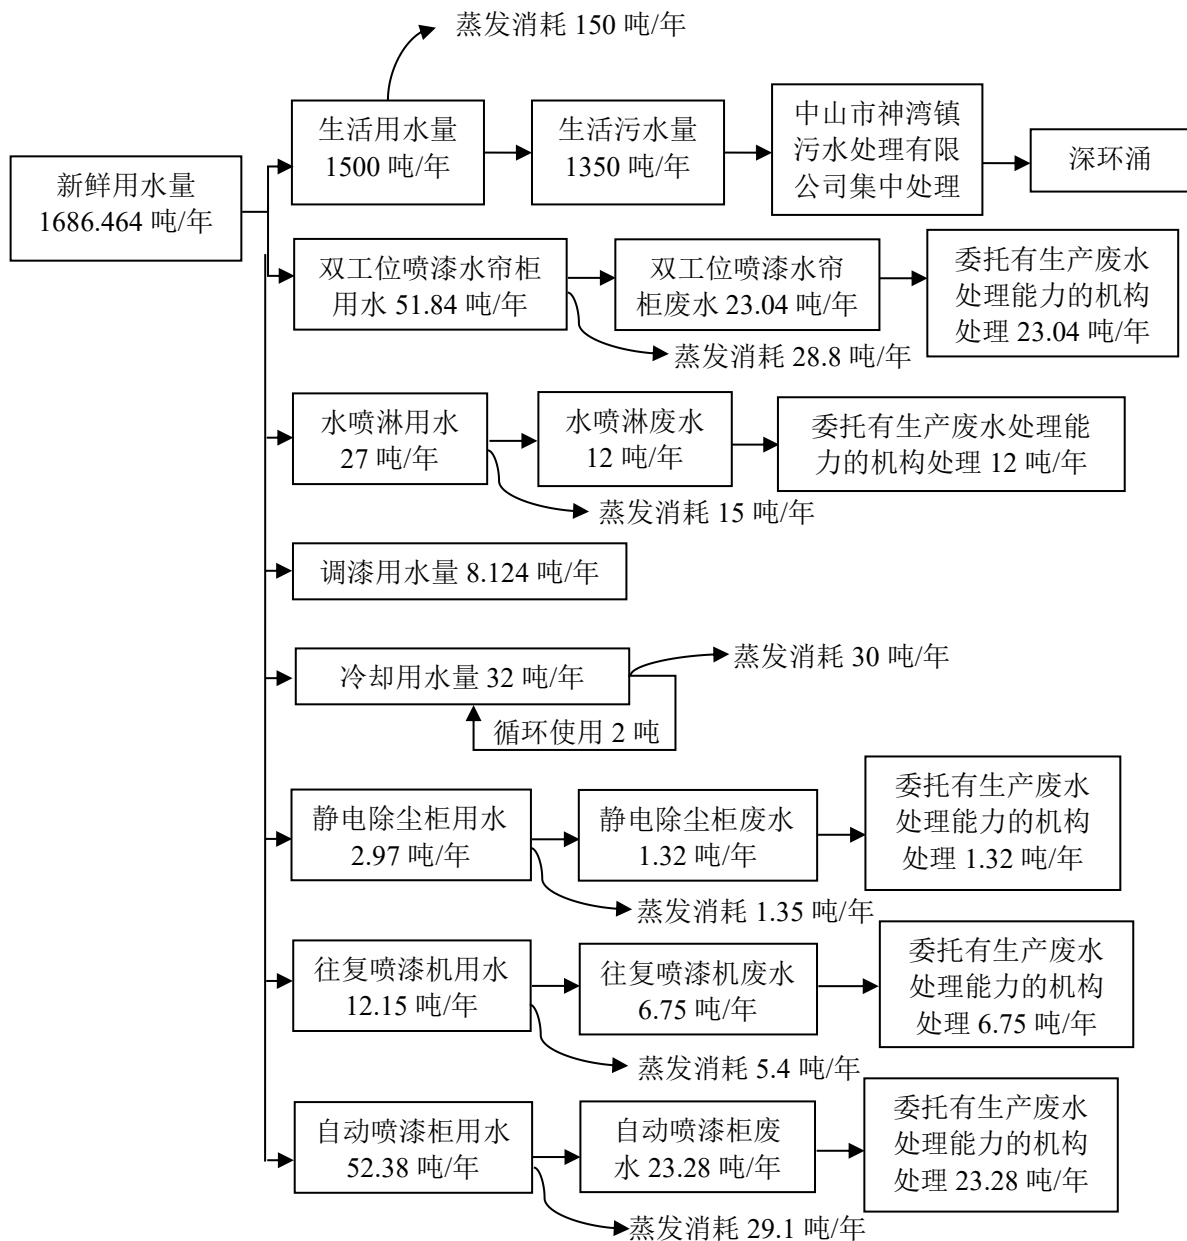 蒸发消耗 150 吨/年
新鲜用水量
1686.464 吨/年
生活用水量
1500 吨/年
生活污水量
1350 吨/年
中山市神湾镇
污水处理有限
公司集中处理
深环涌
双工位喷漆水帘柜
用水 51.84 吨/年
双工位喷漆水帘
柜废水 23.04 吨/年
委托有生产废水
处理能力的机构
处理 23.04 吨/年
蒸发消耗 28.8 吨/年
水喷淋用水
27 吨/年
水喷淋废水
12 吨/年
委托有生产废水处理能
力的机构处理 12 吨/年
蒸发消耗 15 吨/年
调漆用水量 8.124 吨/年
冷却用水量 32 吨/年
蒸发消耗 30 吨/年
循环使用 2 吨
静电除尘柜用水
2.97 吨/年
静电除尘柜废水
1.32 吨/年
委托有生产废水
处理能力的机构
处理 1.32 吨/年
蒸发消耗 1.35 吨/年
往复喷漆机用水
12.15 吨/年
往复喷漆机废水
6.75 吨/年
委托有生产废水
处理能力的机构
处理 6.75 吨/年
蒸发消耗 5.4 吨/年
自动喷漆柜用水
52.38 吨/年
自动喷漆柜废
水 23.28 吨/年
委托有生产废水
处理能力的机构
处理 23.28 吨/年
蒸发消耗 29.1 吨/年